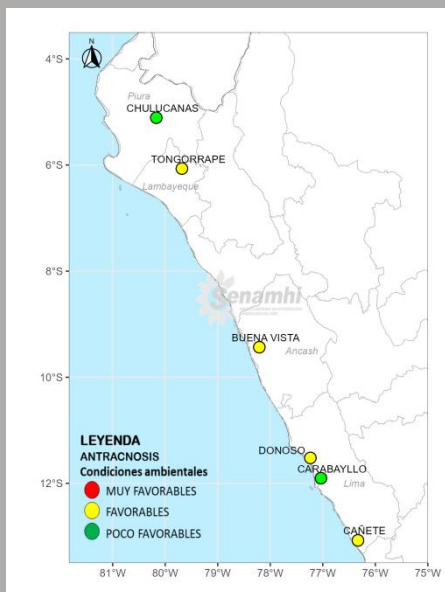 N
4°S
Piura
CHULUCANAS
TONGORRAPE
6°S
Lambayeque
8°S
Senamhi
BUENA VISTA
Ancash
10°S
LEYENDA
ANTRACNOSIS
Condiciones ambientales
MUY FAVORABLES
FAVORABLES
POCO FAVORABLES
DONOSO
CARABAYLLO
Lima
12°S
CAÑETE
81°W 80°W 79°W 78°W 77°W 76°W 75°W